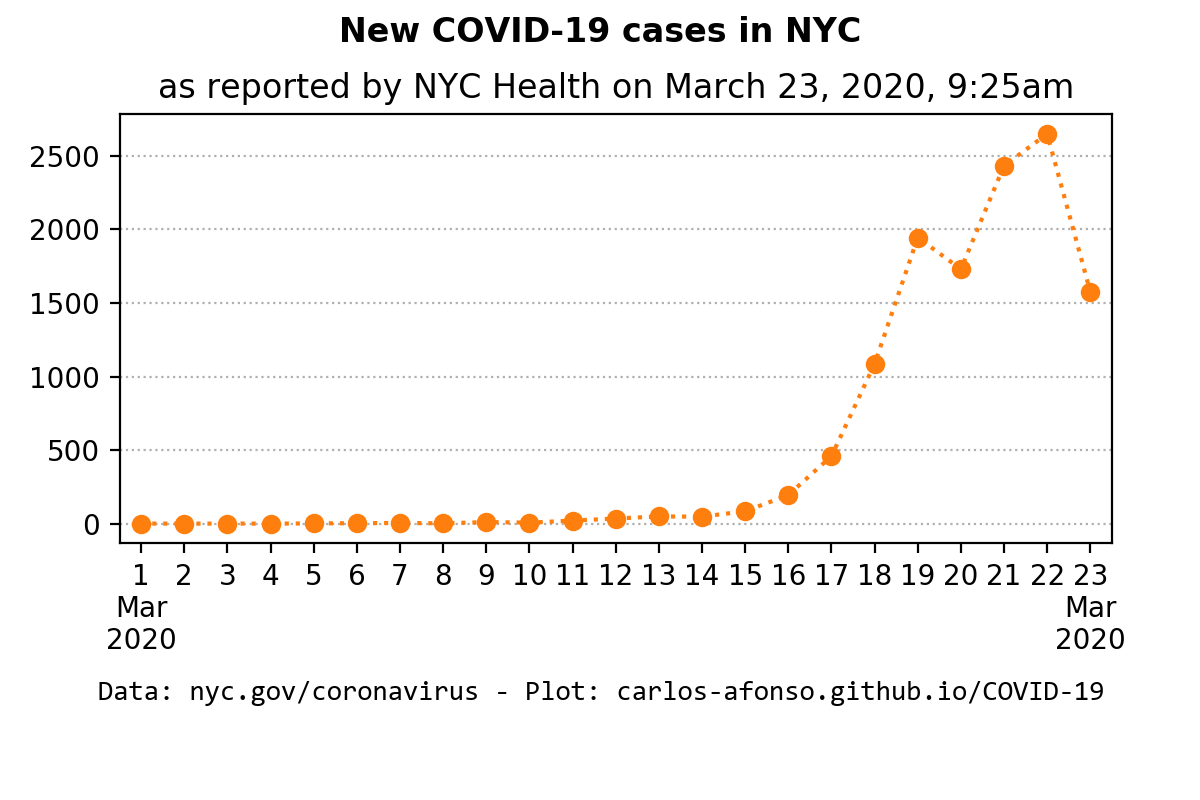 New COVID-19 cases in NYC
as reported by NYC Health on March 23, 2020, 9:25am
2500
2000
1500
1000
500
0
1 2 3 4 5 6 7 8 9 10 11 12 13 14 15 16 17 18 19 20 21 22 23
Mar Mar
2020 2020
Data: nyc.gov/coronavirus - Plot: carlos-afonso.github.io/COVID-19